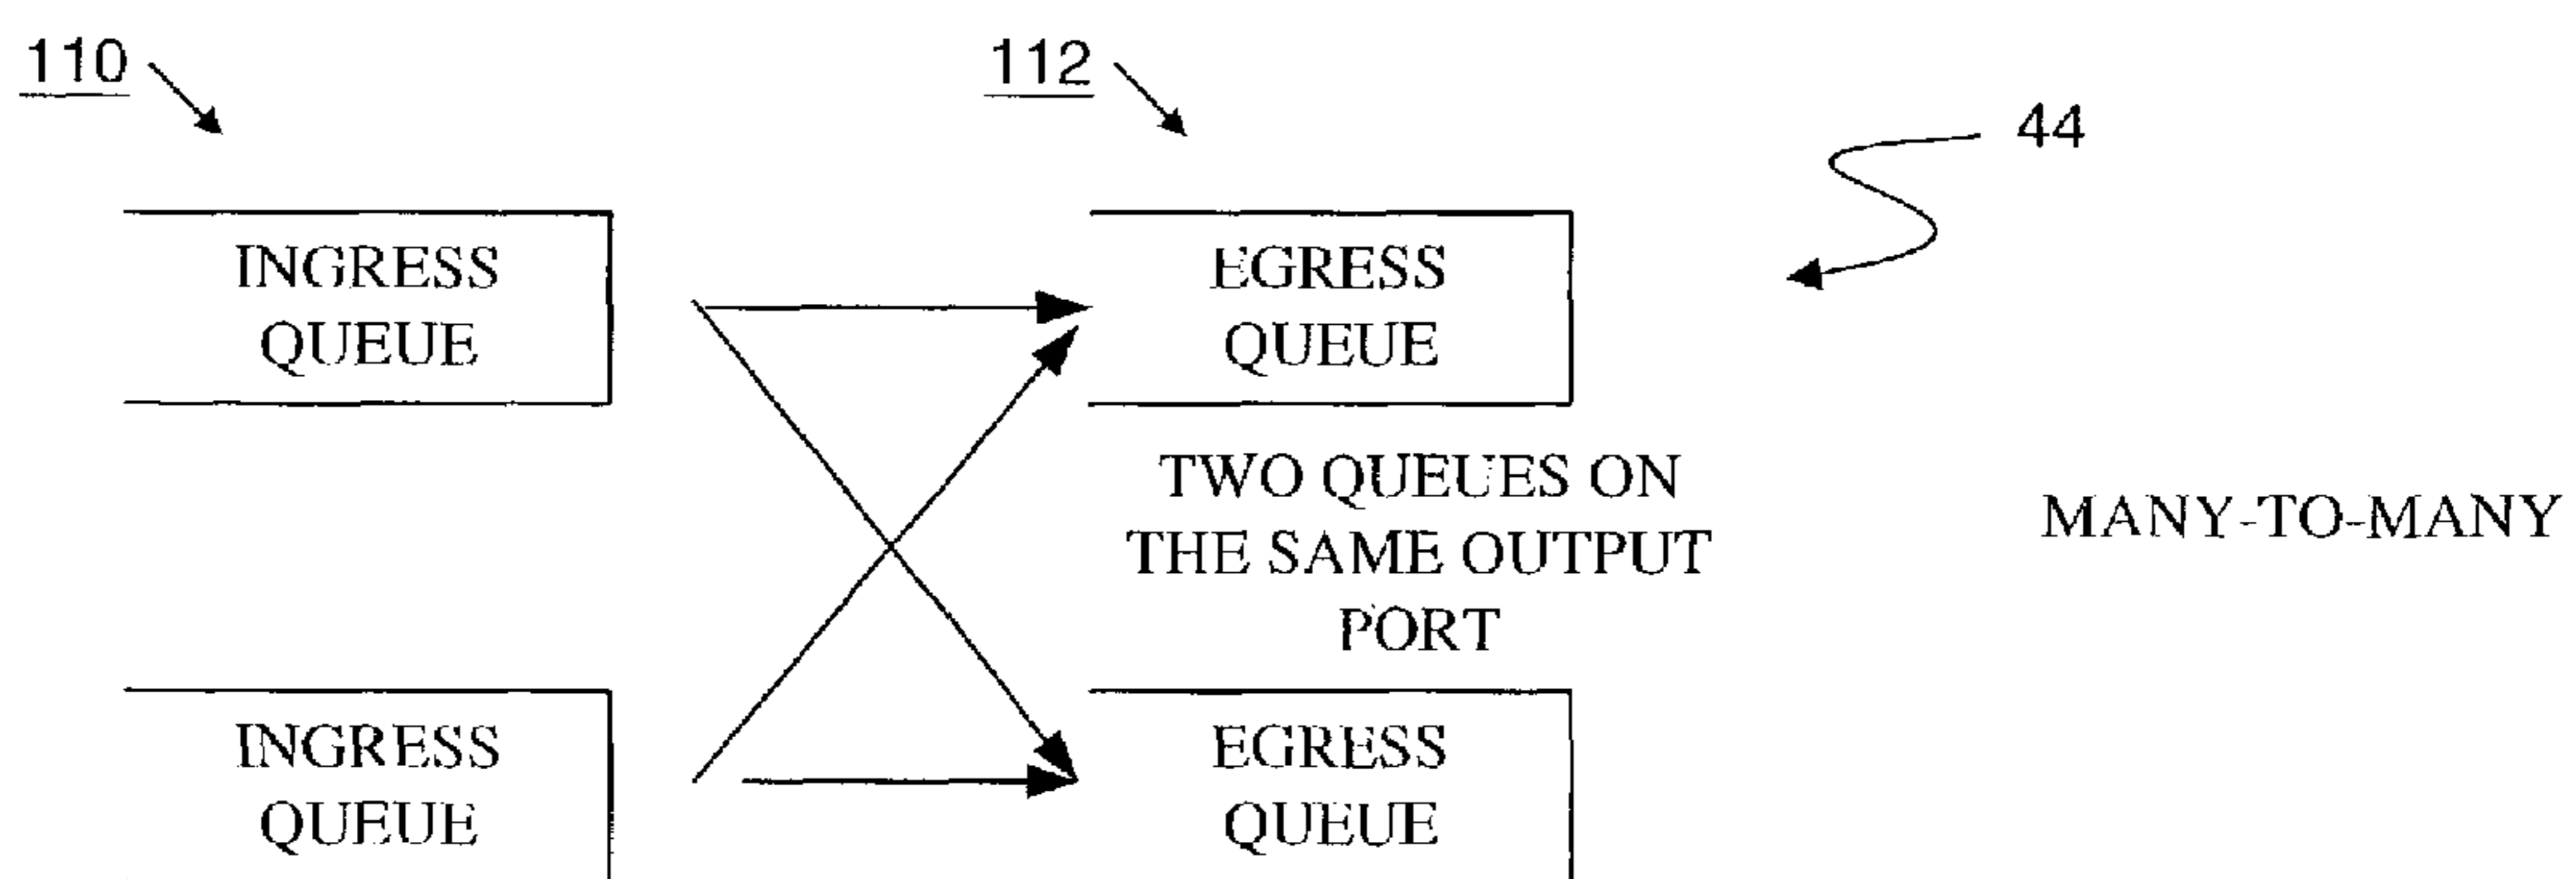 110
112
44
INGRESS
QUEUE
EGRESS
QUEUE
TWO QUEUES ON
THE SAME OUTPUT
PORT
MANY-TO-MANY
INGRESS
QUEUE
EGRESS
QUEUE